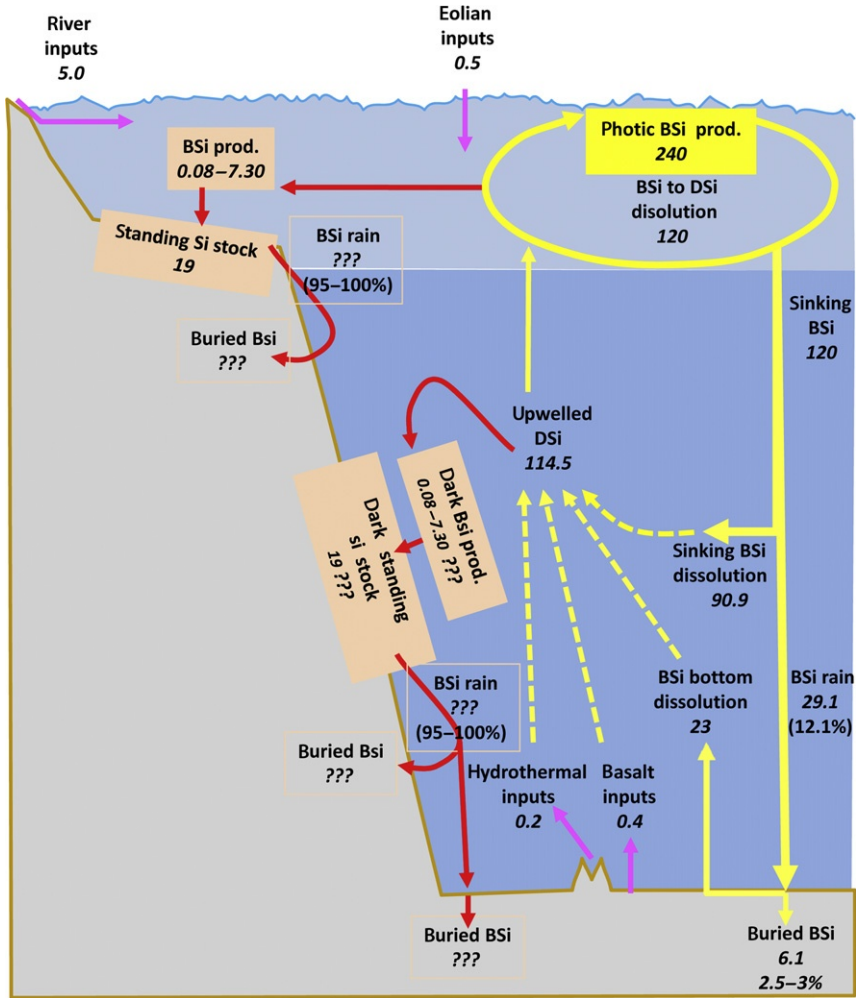 River
inputs
5.0
Eolian
inputs
0.5
BSi prod.
0.08–7.30
Photic BSi prod.
240
BSi to DSi
disolution
120
Standing Si stock
19
BSi rain
???
(95–100%)
Buried Bsi
???
Sinking
BSi
120
Upwelled
DSi
114.5
Dark Bsi prod.
0.08–7.30 ???
Dark standing
si stock
19 ???
Sinking BSi
dissolution
90.9
BSi rain
???
(95–100%)
BSi bottom
dissolution
23
BSi rain
29.1
(12.1%)
Buried Bsi
???
Hydrothermal
inputs
0.2
Basalt
inputs
0.4
Buried BSi
???
Buried BSi
6.1
2.5–3%